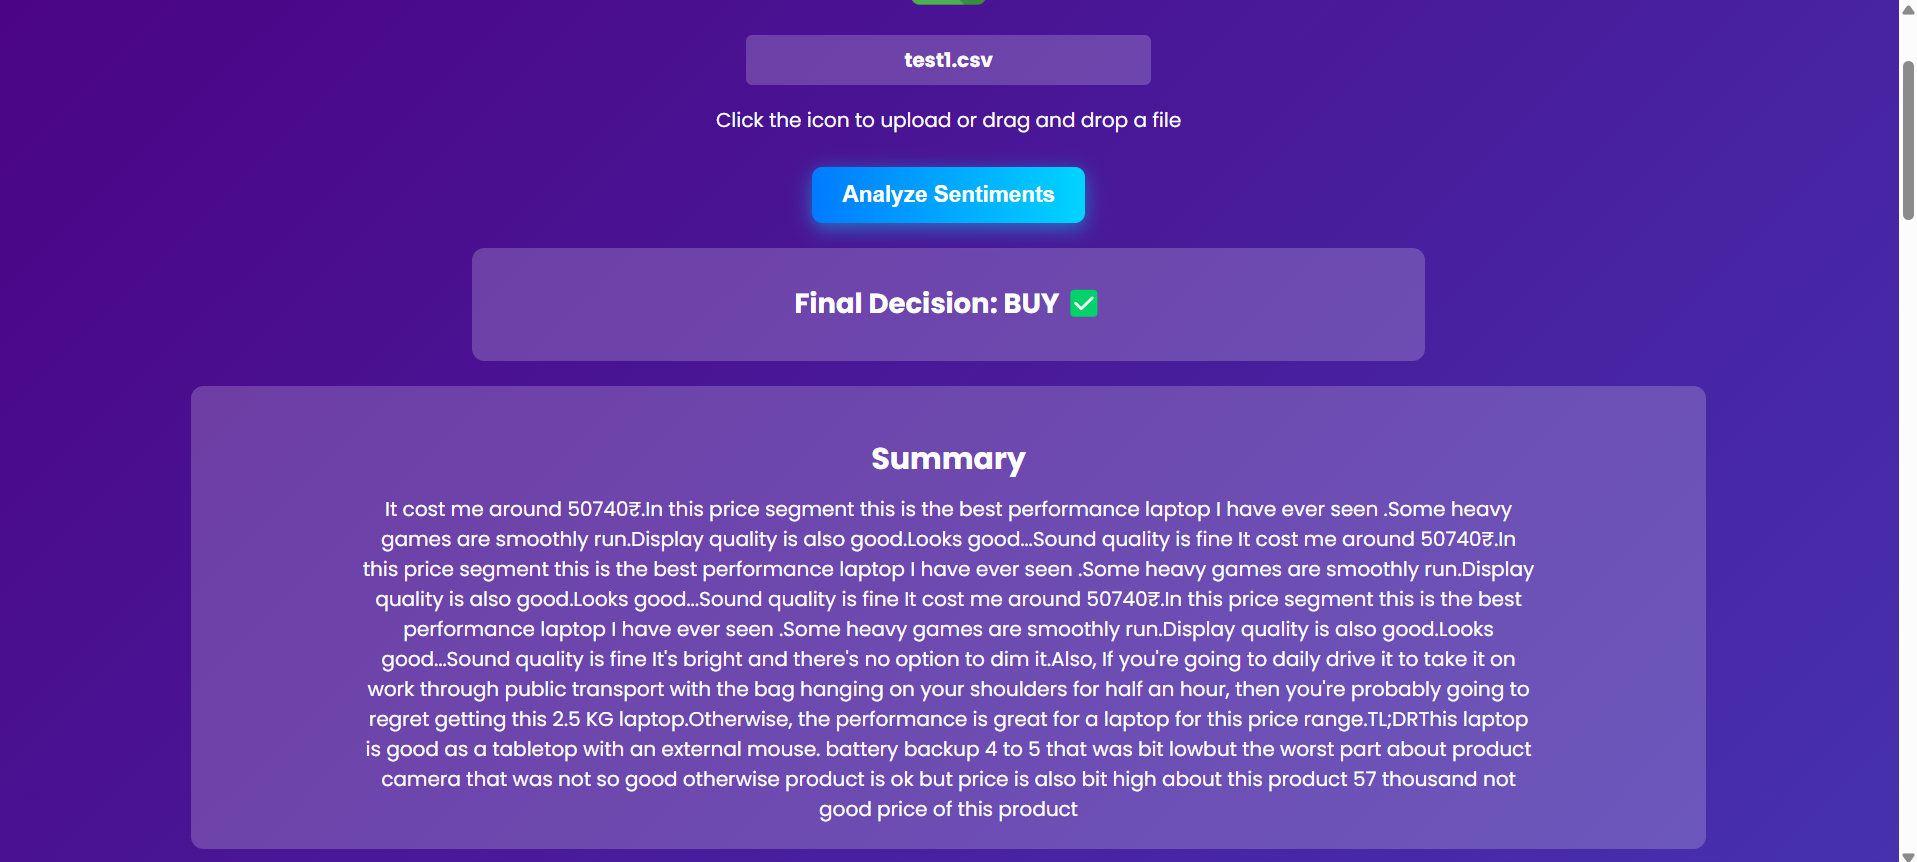 test1.csv
Click the icon to upload or drag and drop a file
Analyze Sentiments
Final Decision: BUY ✅
Summary
It cost me around 50740₹.In this price segment this is the best performance laptop I have ever seen .Some heavy
games are smoothly run.Display quality is also good.Looks good...Sound quality is fine It cost me around 50740₹.In
this price segment this is the best performance laptop I have ever seen .Some heavy games are smoothly run.Display
quality is also good.Looks good...Sound quality is fine It cost me around 50740₹.In this price segment this is the best
performance laptop I have ever seen .Some heavy games are smoothly run.Display quality is also good.Looks
good...Sound quality is fine It's bright and there's no option to dim it.Also, If you're going to daily drive it to take it on
work through public transport with the bag hanging on your shoulders for half an hour, then you're probably going to
regret getting this 2.5 KG laptop.Otherwise, the performance is great for a laptop for this price range.TL;DRThis laptop
is good as a tabletop with an external mouse. battery backup 4 to 5 that was bit lowbut the worst part about product
camera that was not so good otherwise product is ok but price is also bit high about this product 57 thousand not
good price of this product